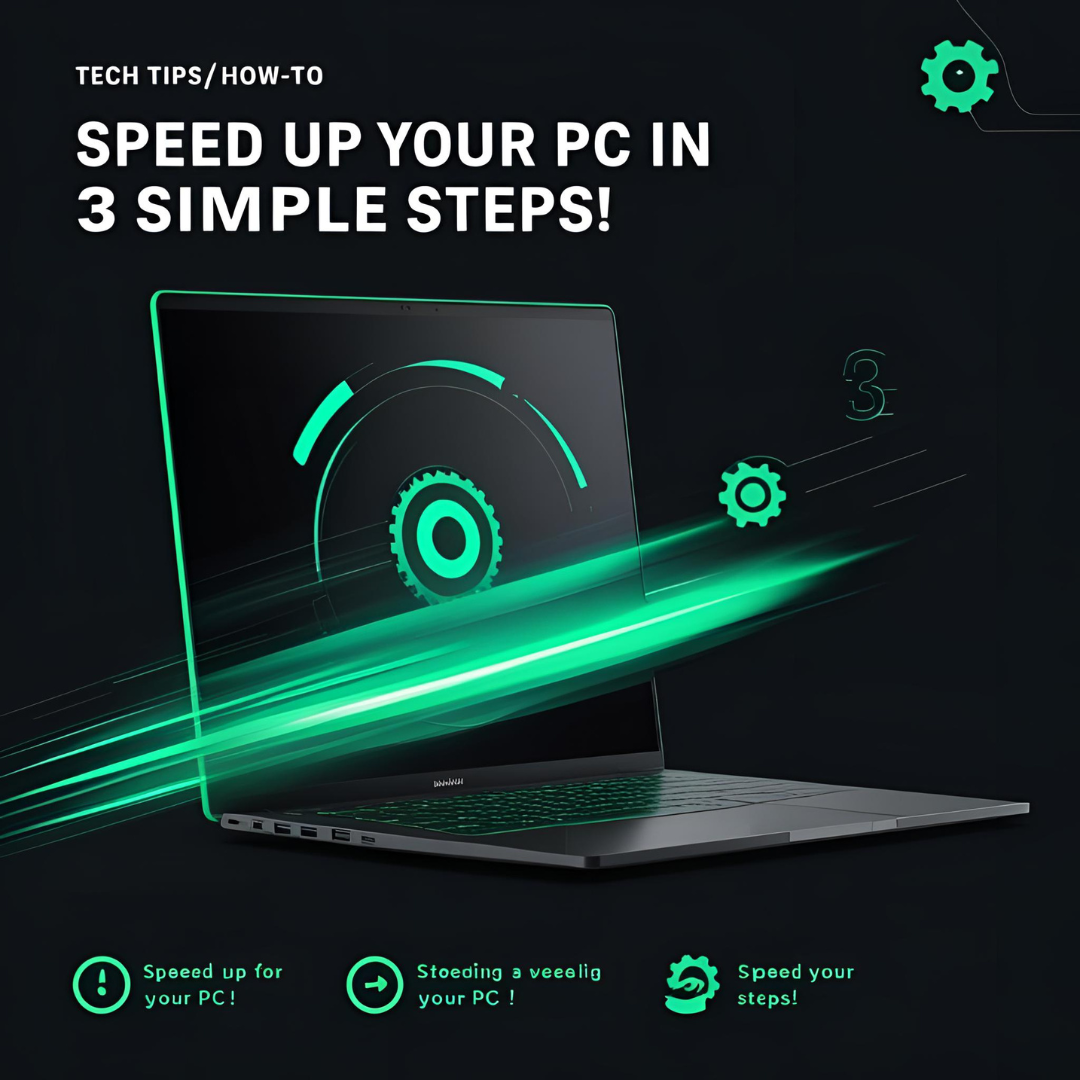 TECH TIPS/HOW-TO
SPEED UP YOUR PC IN
3 SIMPLE STEPS!
3
Speed up for
your PC!
Stoeding a veeelig
your PC !
Speed your
steps!